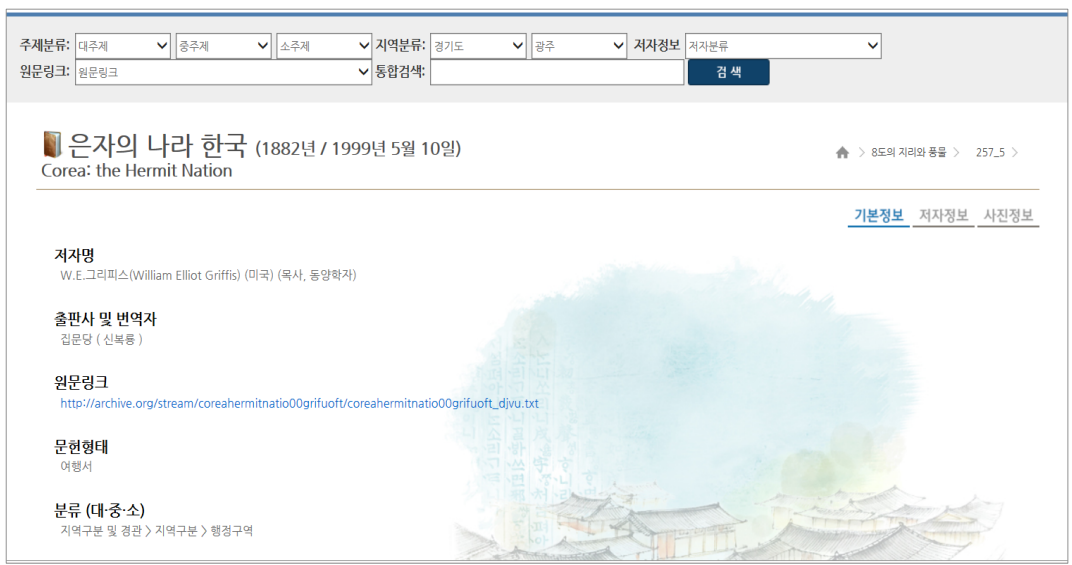 주제분류: 대주제 중주제 소주제 지역분류: 경기도 광주 저자정보 저자분류
원문링크: 원문링크 통합검색: 검 색
은자의 나라 한국 (1882년 / 1999년 5월 10일)
Corea: the Hermit Nation
> 8도의 지리와 풍물 > 257_5 >
기본정보 저자정보 사진정보
저자명
W.E.그리피스(William Elliot Griffis) (미국) (목사, 동양학자)
출판사 및 번역자
집문당 ( 신복룡 )
원문링크
http://archive.org/stream/coreahermitnatio00grifuoft/coreahermitnatio00grifuoft_djvu.txt
문헌형태
여행서
분류 (대·중·소)
지역구분 및 경관 > 지역구분 > 행정구역